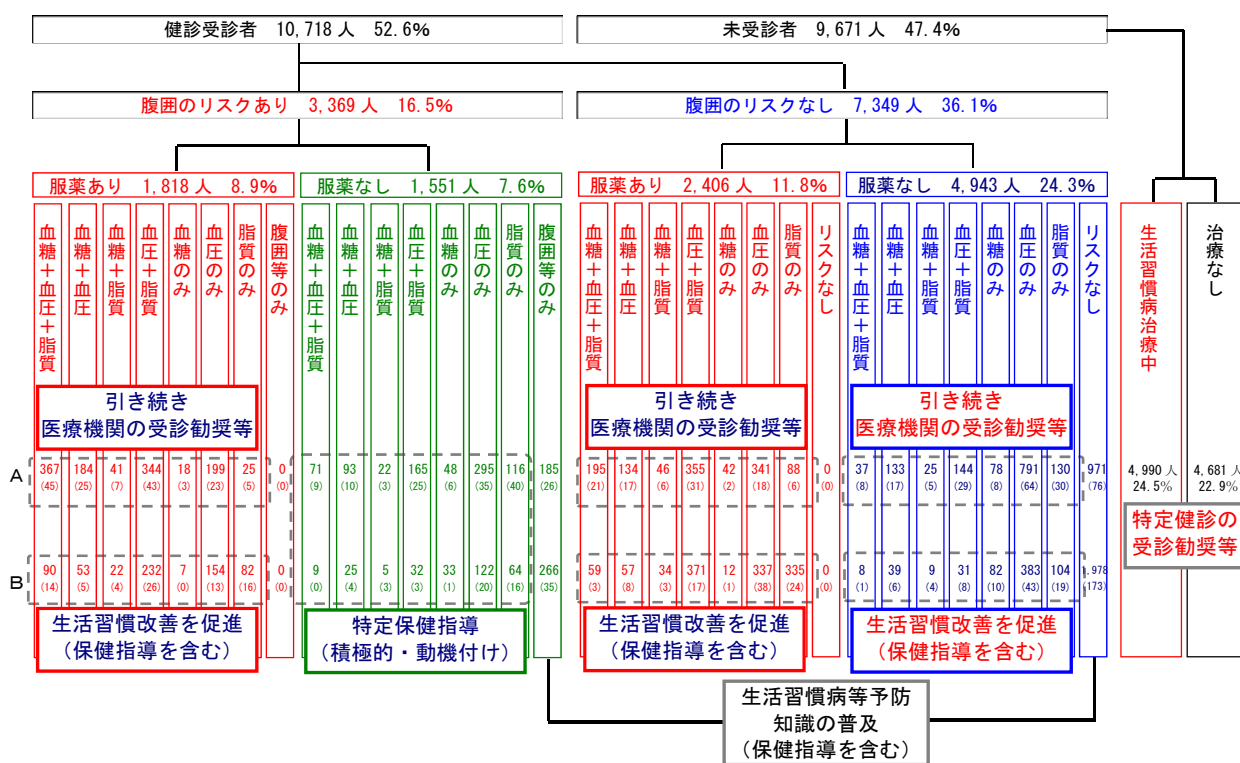 健診受診者 10,718人 52.6%
未受診者 9,671人 47.4%
腹囲のリスクあり 3,369人 16.5%
腹囲のリスクなし 7,349人 36.1%
服薬あり 1,818人 8.9%
服薬なし 1,551人 7.6%
服薬あり 2,406人 11.8%
服薬なし 4,943人 24.3%
血糖+血圧+脂質
血糖+血圧
血糖+脂質
血圧+脂質
血糖のみ
血圧のみ
脂質のみ
腹囲等のみ
血糖+血圧+脂質
血糖+血圧
血糖+脂質
血圧+脂質
血糖のみ
血圧のみ
脂質のみ
腹囲等のみ
血糖+血圧+脂質
血糖+血圧
血糖+脂質
血圧+脂質
血糖のみ
血圧のみ
脂質のみ
リスクなし
血糖+血圧+脂質
血糖+血圧
血糖+脂質
血圧+脂質
血糖のみ
血圧のみ
脂質のみ
リスクなし
生活習慣病治療中
治療なし
引き続き
医療機関の受診勧奨等
引き続き
医療機関の受診勧奨等
引き続き
医療機関の受診勧奨等
A
367 184 41 344 18 199 25 0 71 93 22 165 48 295 116 185 195 134 46 355 42 341 88 0 37 133 25 144 78 791 130 971
(45) (25) (7) (43) (3) (23) (5) (0) (9) (10) (3) (25) (6) (35) (40) (26) (21) (17) (6) (31) (2) (18) (6) (0) (8) (17) (5) (29) (8) (64) (30) (76)
4,990人
24.5%
4,681人
22.9%
特定健診の
受診勧奨等
B
90 53 22 232 7 154 82 0 9 25 5 32 33 122 64 266 59 57 34 371 12 337 335 0 8 39 9 31 82 383 104 ,978
(14) (5) (4) (26) (0) (13) (16) (0) (0) (4) (3) (3) (1) (20) (16) (35) (3) (8) (3) (17) (1) (38) (24) (0) (1) (6) (4) (8) (10) (43) (19) (173)
生活習慣改善を促進
(保健指導を含む)
特定保健指導
(積極的・動機付け)
生活習慣改善を促進
(保健指導を含む)
生活習慣改善を促進
(保健指導を含む)
生活習慣病等予防
知識の普及
(保健指導を含む)